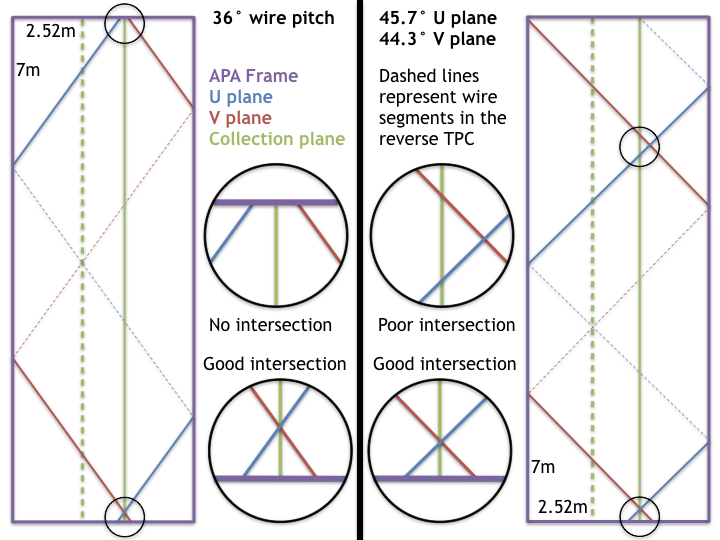 2.52m
7m
36° wire pitch
APA Frame
U plane
V plane
Collection plane
No intersection
Good intersection
45.7° U plane
44.3° V plane
Dashed lines
represent wire
segments in the
reverse TPC
Poor intersection
Good intersection
7m
2.52m